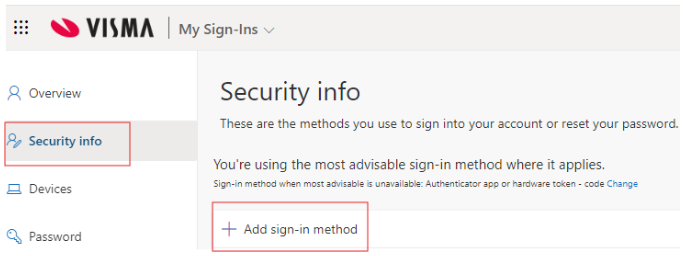 VISMA | My Sign-Ins
Overview
Security info
Devices
Password
Security info
These are the methods you use to sign into your account or reset your password.
You're using the most advisable sign-in method where it applies.
Sign-in method when most advisable is unavailable: Authenticator app or hardware token - code Change
+ Add sign-in method